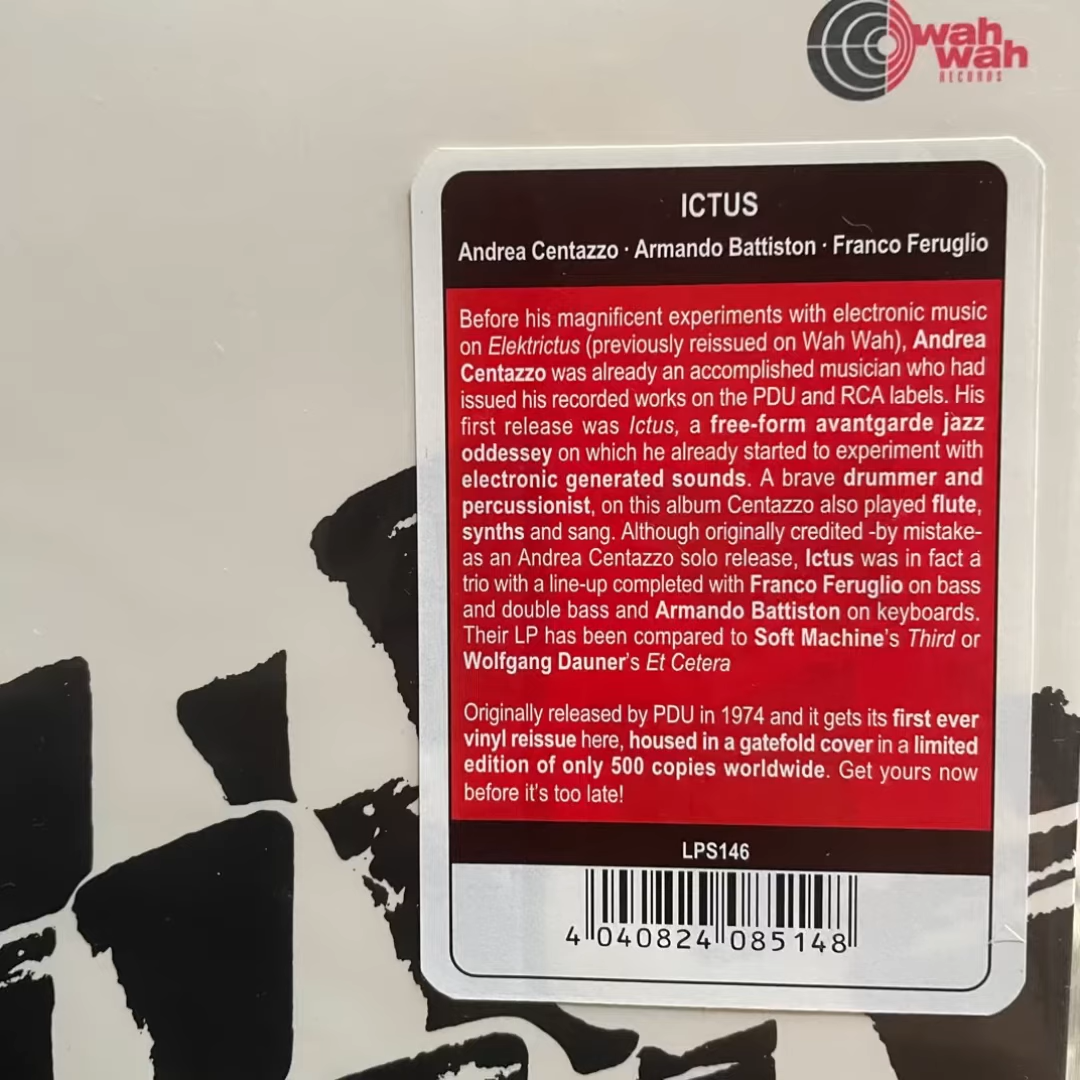 wah
wah
RECORDS
ICTUS
Andrea Centazzo · Armando Battiston · Franco Feruglio
Before his magnificent experiments with electronic music
on Elektrictus (previously reissued on Wah Wah), Andrea
Centazzo was already an accomplished musician who had
issued his recorded works on the PDU and RCA labels. His
first release was Ictus, a free-form avantgarde jazz
oddessey on which he already started to experiment with
electronic generated sounds. A brave drummer and
percussionist, on this album Centazzo also played flute,
synths and sang. Although originally credited -by mistake-
as an Andrea Centazzo solo release, Ictus was in fact a
trio with a line-up completed with Franco Feruglio on bass
and double bass and Armando Battiston on keyboards.
Their LP has been compared to Soft Machine's Third or
Wolfgang Dauner's Et Cetera
Originally released by PDU in 1974 and it gets its first ever
vinyl reissue here, housed in a gatefold cover in a limited
edition of only 500 copies worldwide. Get yours now
before it's too late!
LPS146
4 040824 085148